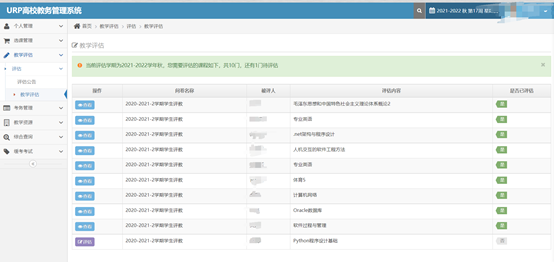 URP高校教务管理系统
2021-2022 秋 第17周 星
个人管理
首页 > 教学评估 > 评估 > 教学评估
选课管理
教学评估
教学评估
评估
当前评估学期为2021-2022学年秋，您需要评估的课程如下，共10门，还有1门待评估
评估公告
教学评估
操作 问卷名称 被评人 评估内容 是否已评估
考务管理
查看 2020-2021-2学期学生评教 毛泽东思想和中国特色社会主义理论体系概论2 是
教学资源
查看 2020-2021-2学期学生评教 专业英语 是
综合查询
查看 2020-2021-2学期学生评教 .net架构与程序设计 是
缓考考试
查看 2020-2021-2学期学生评教 人机交互的软件工程方法 是
查看 2020-2021-2学期学生评教 专业英语 是
查看 2020-2021-2学期学生评教 体育5 是
查看 2020-2021-2学期学生评教 计算机网络 是
查看 2020-2021-2学期学生评教 Oracle数据库 是
查看 2020-2021-2学期学生评教 软件过程与管理 是
评估 2020-2021-2学期学生评教 Python程序设计基础 否